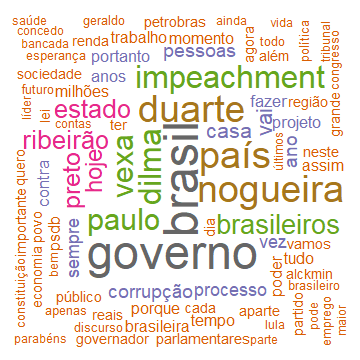 saúde geraldo petrobras ainda vida
concedo renda trabalho momento agora todo política tribunal
bancada portanto pessoas além congresso
esperança anos impeachment grande
sociedade milhões duarte fazer região
futuro lei estado vai projeto
líder contas ter casa últimos
ribeirão país ano neste
hoje vexa dilma brasil assim
quero contra preto nogueira
importante povo paulo dia brasileiros
constituição economia psdb bem sempre governo vez vamos
poder tudo
público corrupção processo alckmin
apenas reais porque cada aparte partido brasileiro
discurso brasileira tempo lula pode emprego maior
parabéns governador parlamentares parte